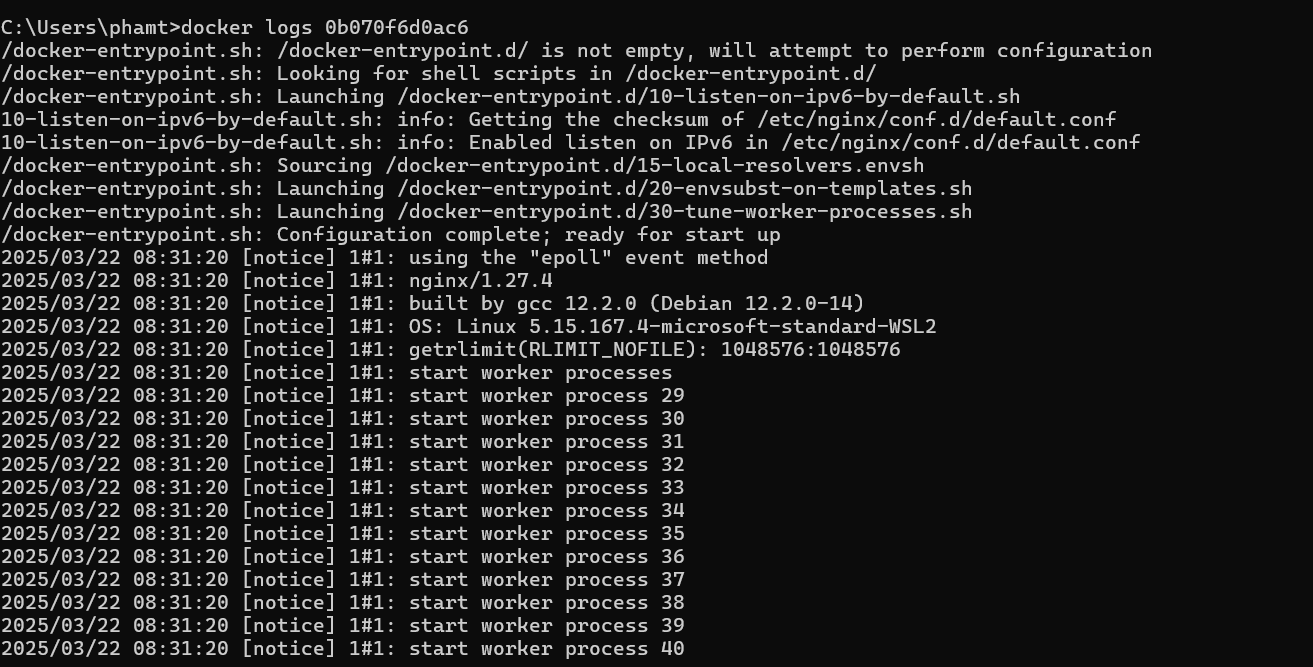 C:\Users\phamt>docker logs 0b070f6d0ac6
/docker-entrypoint.sh: /docker-entrypoint.d/ is not empty, will attempt to perform configuration
/docker-entrypoint.sh: Looking for shell scripts in /docker-entrypoint.d/
/docker-entrypoint.sh: Launching /docker-entrypoint.d/10-listen-on-ipv6-by-default.sh
10-listen-on-ipv6-by-default.sh: info: Getting the checksum of /etc/nginx/conf.d/default.conf
10-listen-on-ipv6-by-default.sh: info: Enabled listen on IPv6 in /etc/nginx/conf.d/default.conf
/docker-entrypoint.sh: Sourcing /docker-entrypoint.d/15-local-resolvers.envsh
/docker-entrypoint.sh: Launching /docker-entrypoint.d/20-envsubst-on-templates.sh
/docker-entrypoint.sh: Launching /docker-entrypoint.d/30-tune-worker-processes.sh
/docker-entrypoint.sh: Configuration complete; ready for start up
2025/03/22 08:31:20 [notice] 1#1: using the "epoll" event method
2025/03/22 08:31:20 [notice] 1#1: nginx/1.27.4
2025/03/22 08:31:20 [notice] 1#1: built by gcc 12.2.0 (Debian 12.2.0-14)
2025/03/22 08:31:20 [notice] 1#1: OS: Linux 5.15.167.4-microsoft-standard-WSL2
2025/03/22 08:31:20 [notice] 1#1: getrlimit(RLIMIT_NOFILE): 1048576:1048576
2025/03/22 08:31:20 [notice] 1#1: start worker processes
2025/03/22 08:31:20 [notice] 1#1: start worker process 29
2025/03/22 08:31:20 [notice] 1#1: start worker process 30
2025/03/22 08:31:20 [notice] 1#1: start worker process 31
2025/03/22 08:31:20 [notice] 1#1: start worker process 32
2025/03/22 08:31:20 [notice] 1#1: start worker process 33
2025/03/22 08:31:20 [notice] 1#1: start worker process 34
2025/03/22 08:31:20 [notice] 1#1: start worker process 35
2025/03/22 08:31:20 [notice] 1#1: start worker process 36
2025/03/22 08:31:20 [notice] 1#1: start worker process 37
2025/03/22 08:31:20 [notice] 1#1: start worker process 38
2025/03/22 08:31:20 [notice] 1#1: start worker process 39
2025/03/22 08:31:20 [notice] 1#1: start worker process 40